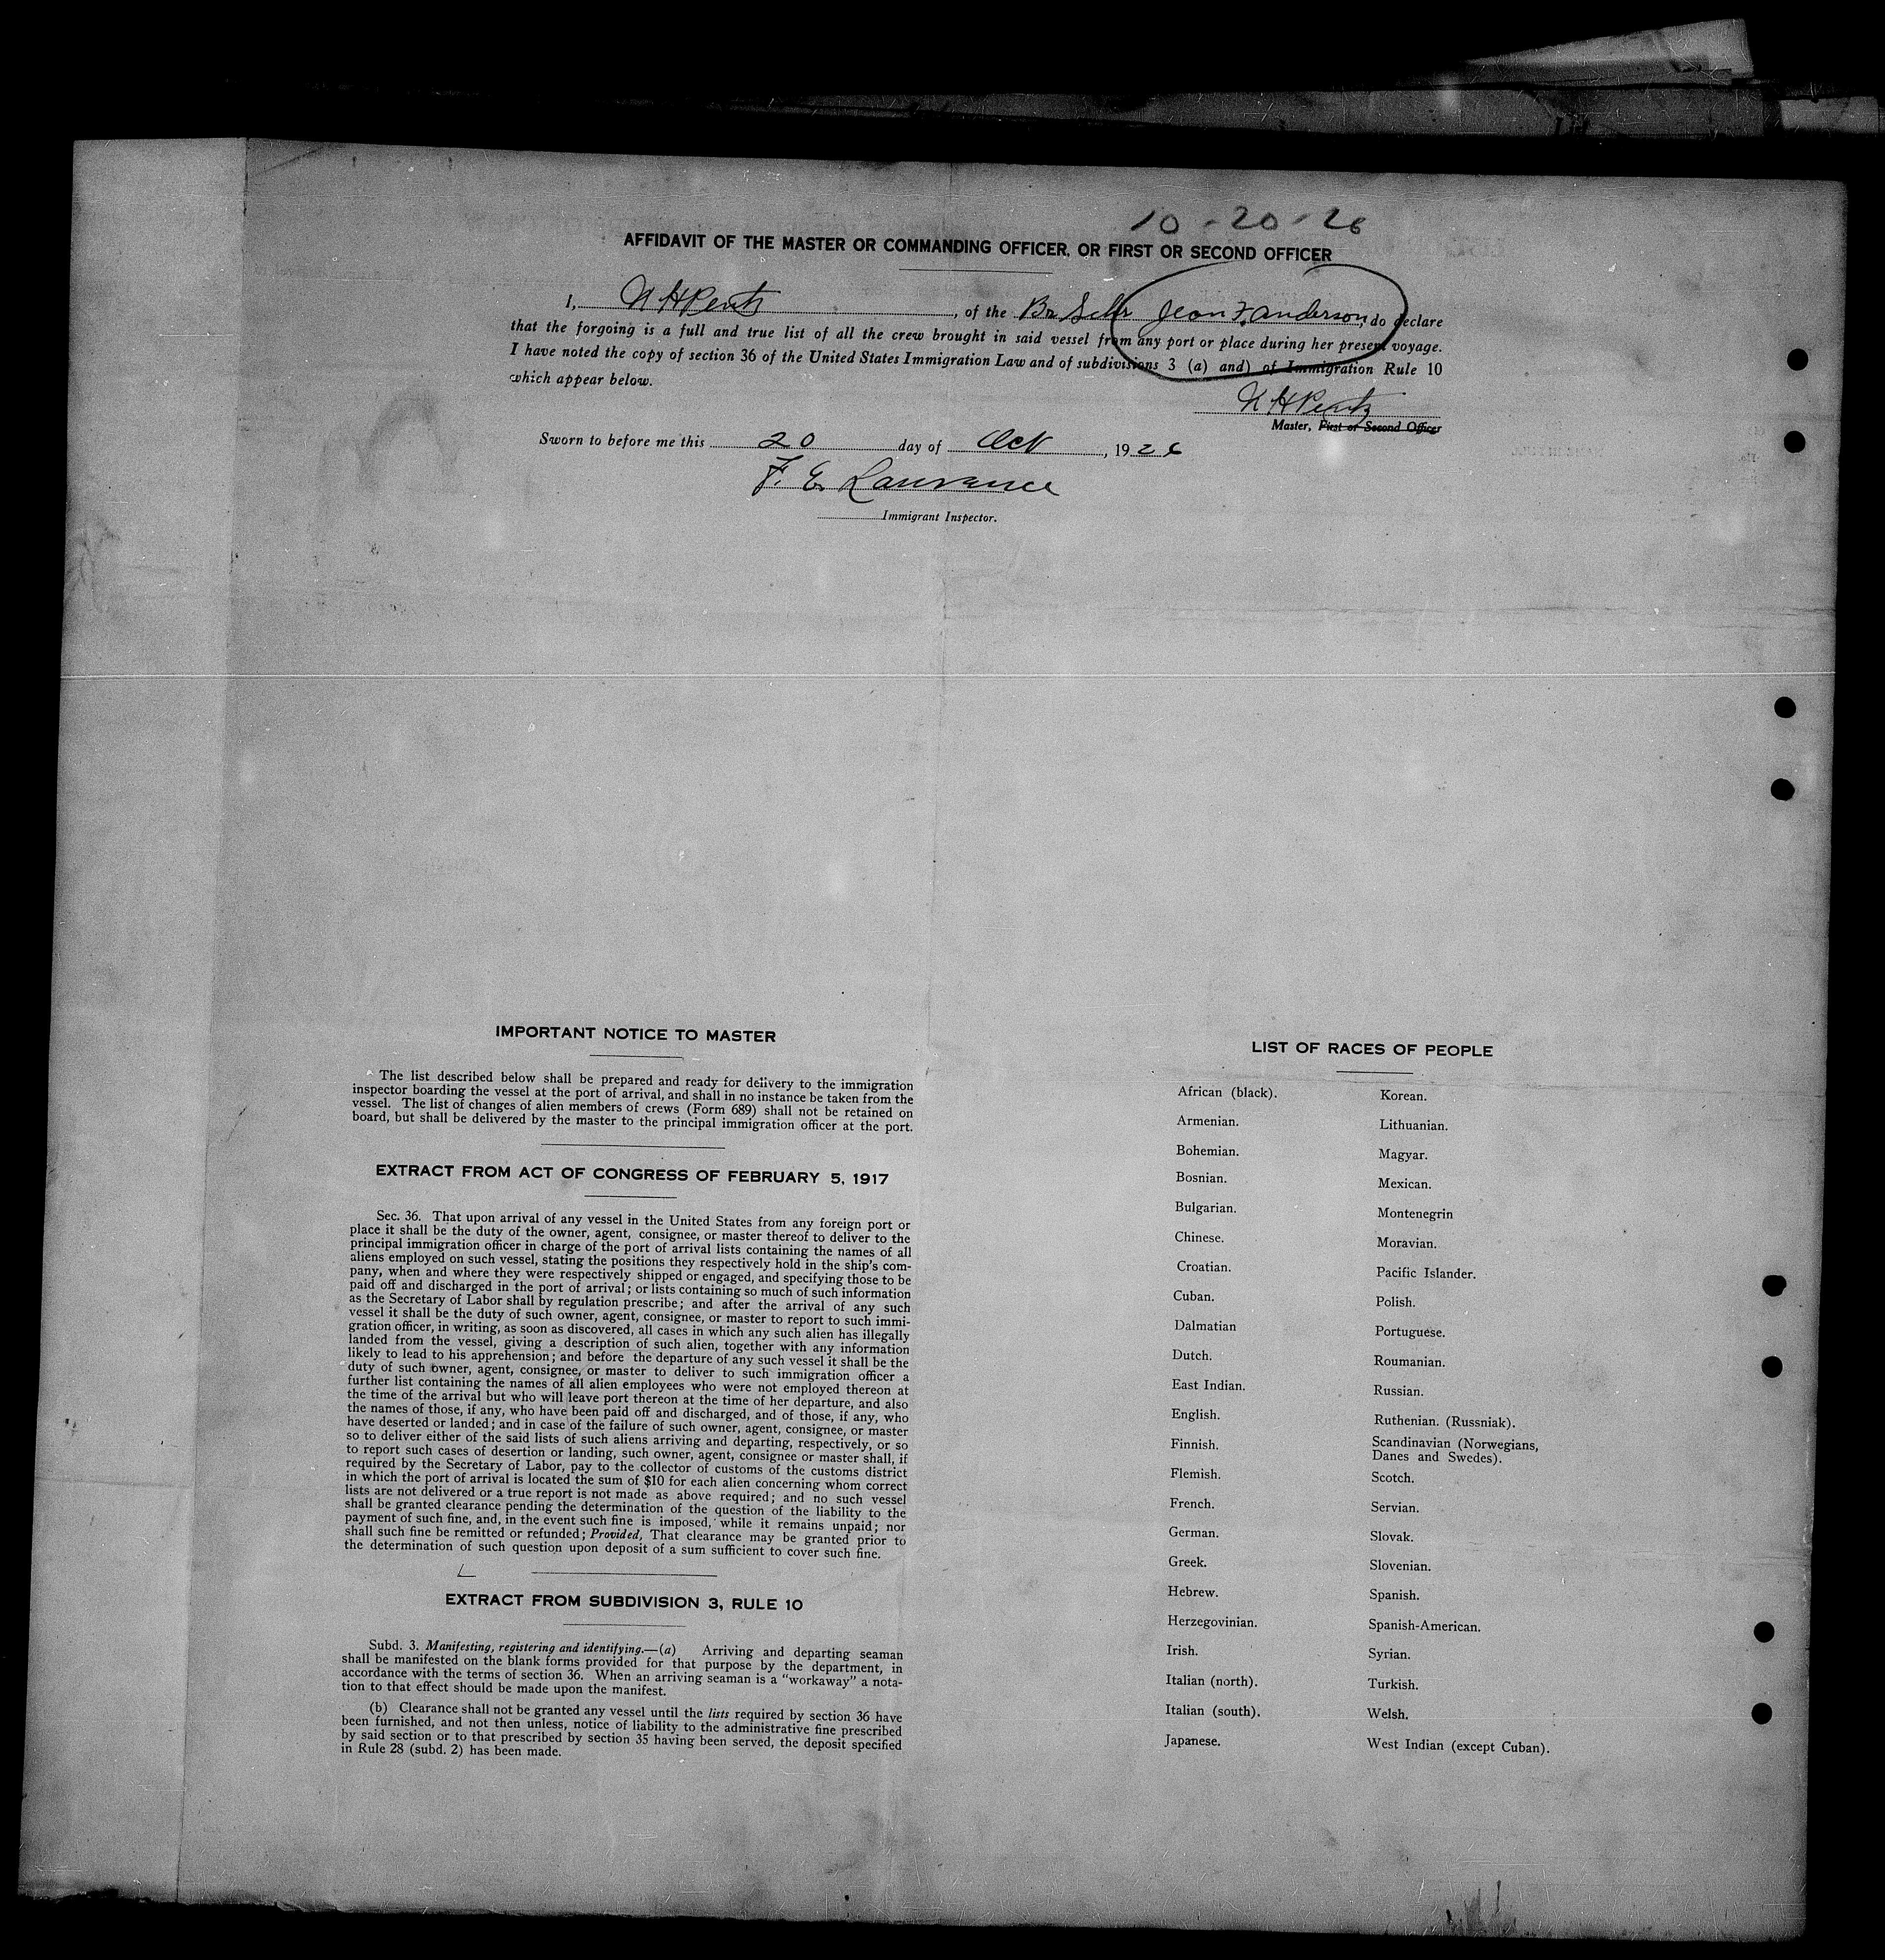 10-20-26
AFFIDAVIT OF THE MASTER OR COMMANDING OFFICER, OR FIRST OR SECOND OFFICER
I, H Pentz, of the Br Schr Jean F. Anderson, do declare
that the forgoing is a full and true list of all the crew brought in said vessel from any port or place during her present voyage.
I have noted the copy of section 36 of the United States Immigration Law and of subdivisions 3 (a) and) of Immigration Rule 10
which appear below.
H Pentz
Master, First or Second Officer
Sworn to before me this 20 day of Oct, 1926
F. E. Lawrance
Immigrant Inspector.
IMPORTANT NOTICE TO MASTER
The list described below shall be prepared and ready for delivery to the immigration
inspector boarding the vessel at the port of arrival, and shall in no instance be taken from the
vessel. The list of changes of alien members of crews (Form 689) shall not be retained on
board, but shall be delivered by the master to the principal immigration officer at the port.
EXTRACT FROM ACT OF CONGRESS OF FEBRUARY 5, 1917
Sec. 36. That upon arrival of any vessel in the United States from any foreign port or
place it shall be the duty of the owner, agent, consignee, or master thereof to deliver to the
principal immigration officer in charge of the port of arrival lists containing the names of all
aliens employed on such vessel, stating the positions they respectively hold in the ship's com-
pany, when and where they were respectively shipped or engaged, and specifying those to be
paid off and discharged in the port of arrival; or lists containing so much of such information
as the Secretary of Labor shall by regulation prescribe; and after the arrival of any such
vessel it shall be the duty of such owner, agent, consignee, or master to report to such immi-
gration officer, in writing, as soon as discovered, all cases in which any such alien has illegally
landed from the vessel, giving a description of such alien, together with any information
likely to lead to his apprehension; and before the departure of any such vessel it shall be the
duty of such owner, agent, consignee, or master to deliver to such immigration officer a
further list containing the names of all alien employees who were not employed thereon at
the time of the arrival but who will leave port thereon at the time of her departure, and also
the names of those, if any, who have been paid off and discharged, and of those, if any, who
have deserted or landed; and in case of the failure of such owner, agent, consignee, or master
so to deliver either of the said lists of such aliens arriving and departing, respectively, or so
to report such cases of desertion or landing, such owner, agent, consignee or master shall, if
required by the Secretary of Labor, pay to the collector of customs of the customs district
in which the port of arrival is located the sum of $10 for each alien concerning whom correct
lists are not delivered or a true report is not made as above required; and no such vessel
shall be granted clearance pending the determination of the question of the liability to the
payment of such fine, and, in the event such fine is imposed, while it remains unpaid; nor
shall such fine be remitted or refunded; Provided, That clearance may be granted prior to
the determination of such question upon deposit of a sum sufficient to cover such fine.
EXTRACT FROM SUBDIVISION 3, RULE 10
Subd. 3. Manifesting, registering and identifying.—(a) Arriving and departing seaman
shall be manifested on the blank forms provided for that purpose by the department, in
accordance with the terms of section 36. When an arriving seaman is a "workaway" a nota-
tion to that effect should be made upon the manifest.
(b) Clearance shall not be granted any vessel until the lists required by section 36 have
been furnished, and not then unless, notice of liability to the administrative fine prescribed
by said section or to that prescribed by section 35 having been served, the deposit specified
in Rule 28 (subd. 2) has been made.
LIST OF RACES OF PEOPLE
African (black).
Armenian.
Bohemian.
Bosnian.
Bulgarian.
Chinese.
Croatian.
Cuban.
Dalmatian
Dutch.
East Indian.
English.
Finnish.
Flemish.
French.
German.
Greek.
Hebrew.
Herzegovinian.
Irish.
Italian (north).
Italian (south).
Japanese.
Korean.
Lithuanian.
Magyar.
Mexican.
Montenegrin
Moravian.
Pacific Islander.
Polish.
Portuguese.
Roumanian.
Russian.
Ruthenian. (Russniak).
Scandinavian (Norwegians,
Danes and Swedes).
Scotch.
Servian.
Slovak.
Slovenian.
Spanish.
Spanish-American.
Syrian.
Turkish.
Welsh.
West Indian (except Cuban).